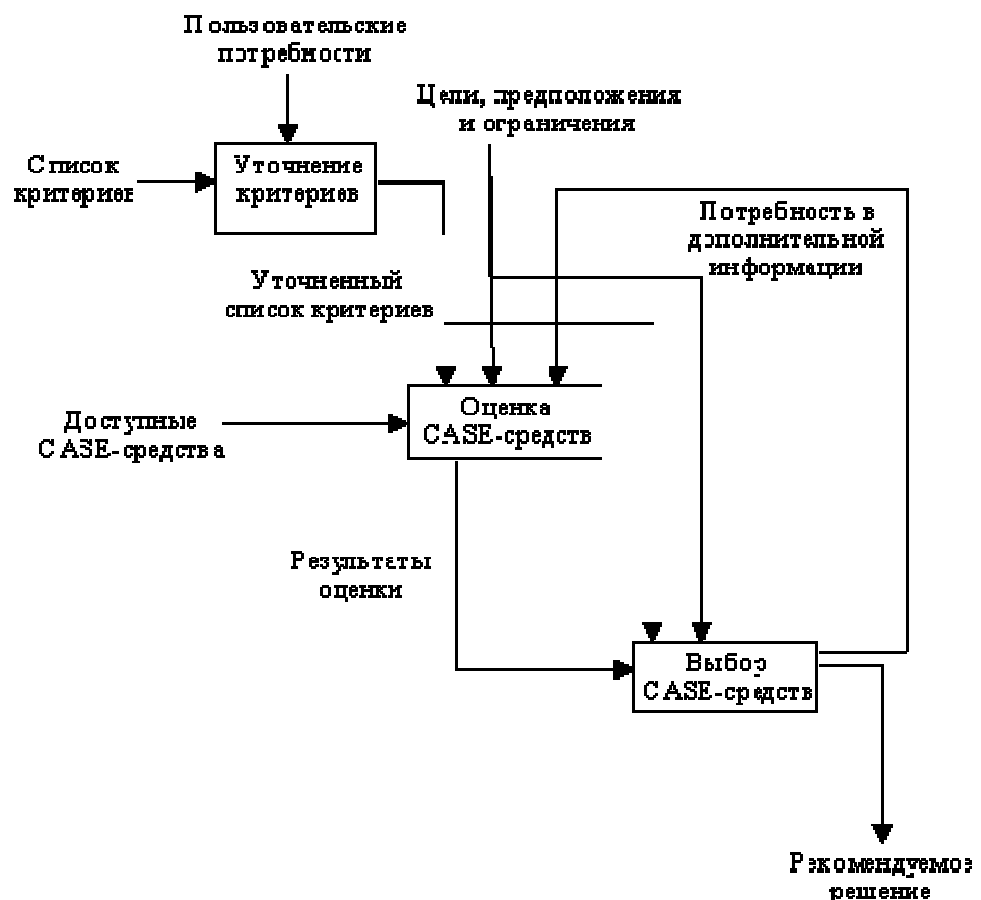 Пользовательские
потребности
Цели, предположения
и ограничения
Список
критериев
Уточнение
критериев
Потребность в
дополнительной
информации
Уточненный
список критериев
Доступные
CASE-средства
Оценка
CASE-средств
Результаты
оценки
Выбор
CASE-средств
Рекомендуемое
решение